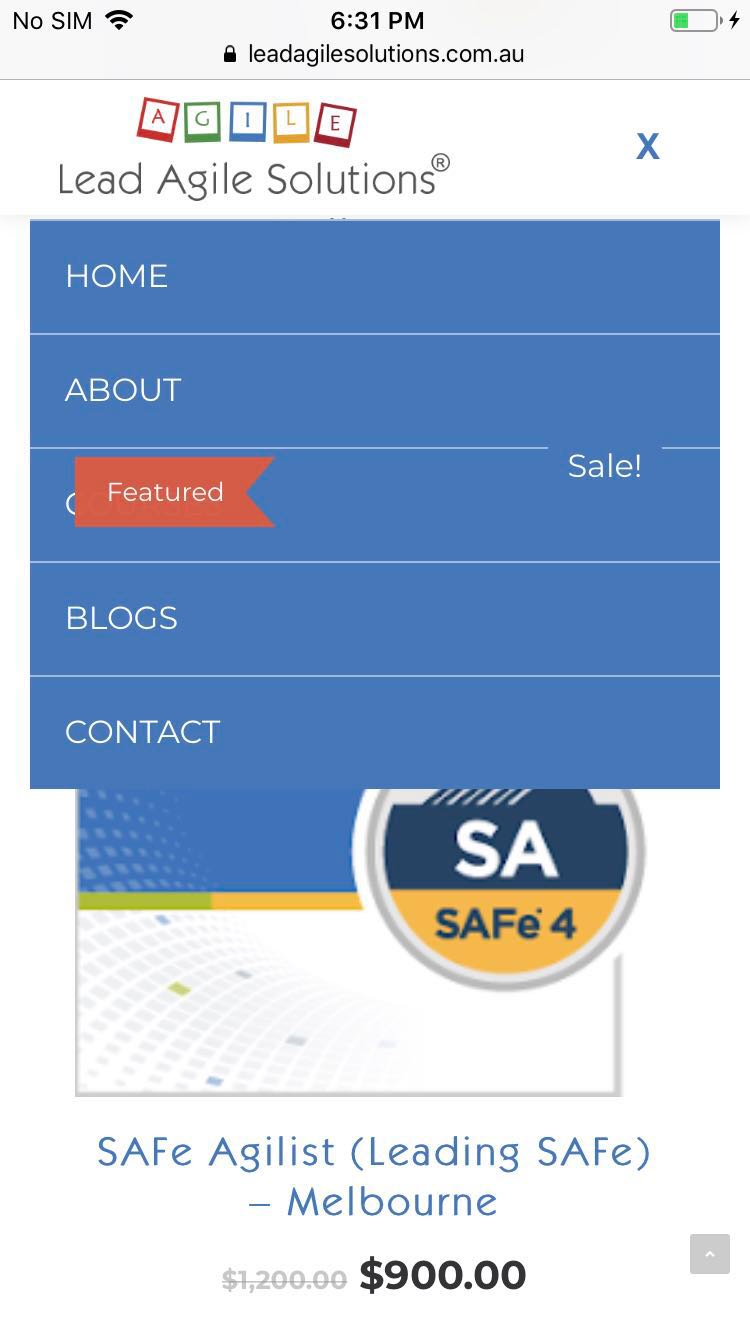 No SIM 6:31 PM
leadagilesolutions.com.au
A G I L E
Lead Agile Solutions®
X
HOME
ABOUT
Sale!
Featured
BLOGS
CONTACT
SA
SAFe 4
SAFe Agilist (Leading SAFe)
– Melbourne
$1,200.00 $900.00